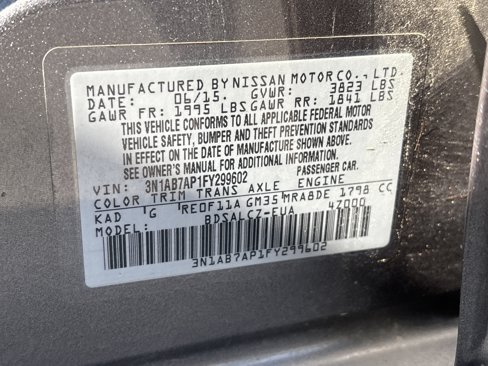 MANUFACTURED BY NISSAN MOTOR CO., LTD.
DATE: 06/15. GVWR: 3823 LBS
GAWR FR: 1995 LBS GAWR RR: 1841 LBS
THIS VEHICLE CONFORMS TO ALL APPLICABLE FEDERAL MOTOR
VEHICLE SAFETY, BUMPER AND THEFT PREVENTION STANDARDS
IN EFFECT ON THE DATE OF MANUFACTURE SHOWN ABOVE.
SEE OWNER'S MANUAL FOR ADDITIONAL INFORMATION.
VIN: 3N1AB7AP1FY299602 PASSENGER CAR.
COLOR TRIM TRANS AXLE ENGINE
KAD G RE0F11A GM35 MRA8DE 1798 CC
MODEL: BDSALCZ-EUA 47000
3N1AB7AP1FY299602